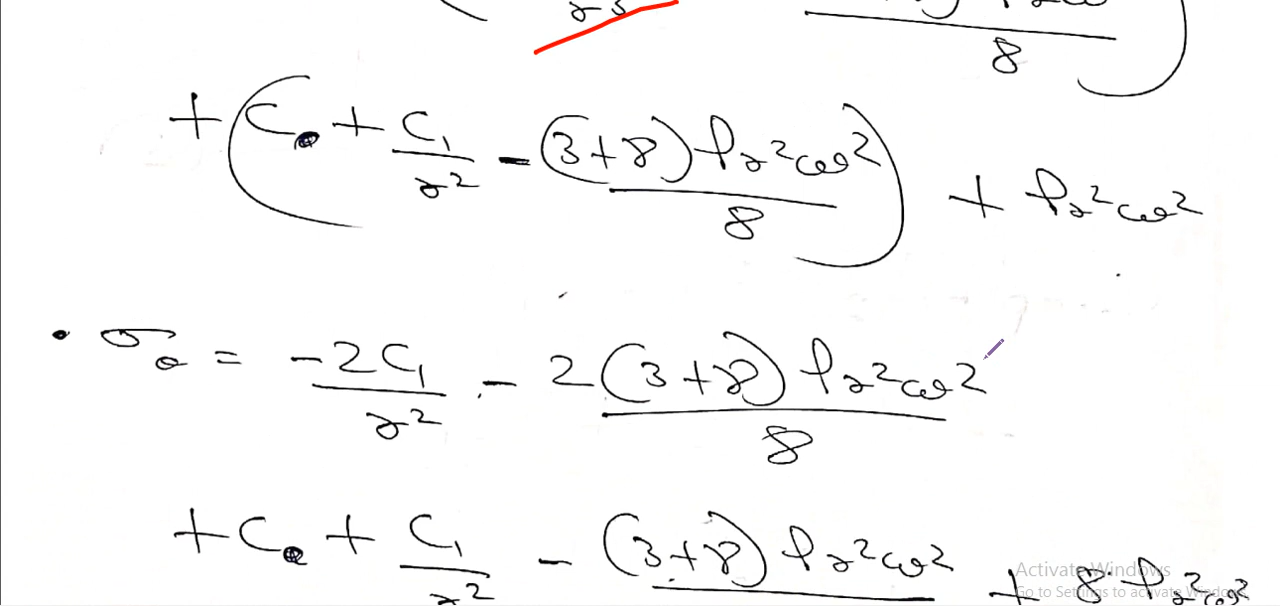 + (C₀ + C₁/r² - (3+γ)ρr²ω²/8) + ρr²ω²
• σ_θ = -2C₁/r² - 2(3+γ)ρr²ω²/8
+ C₀ + C₁/r² - (3+γ)ρr²ω² + 8ρr²ω²
Activate Windows
Go to Settings to activate Windows.